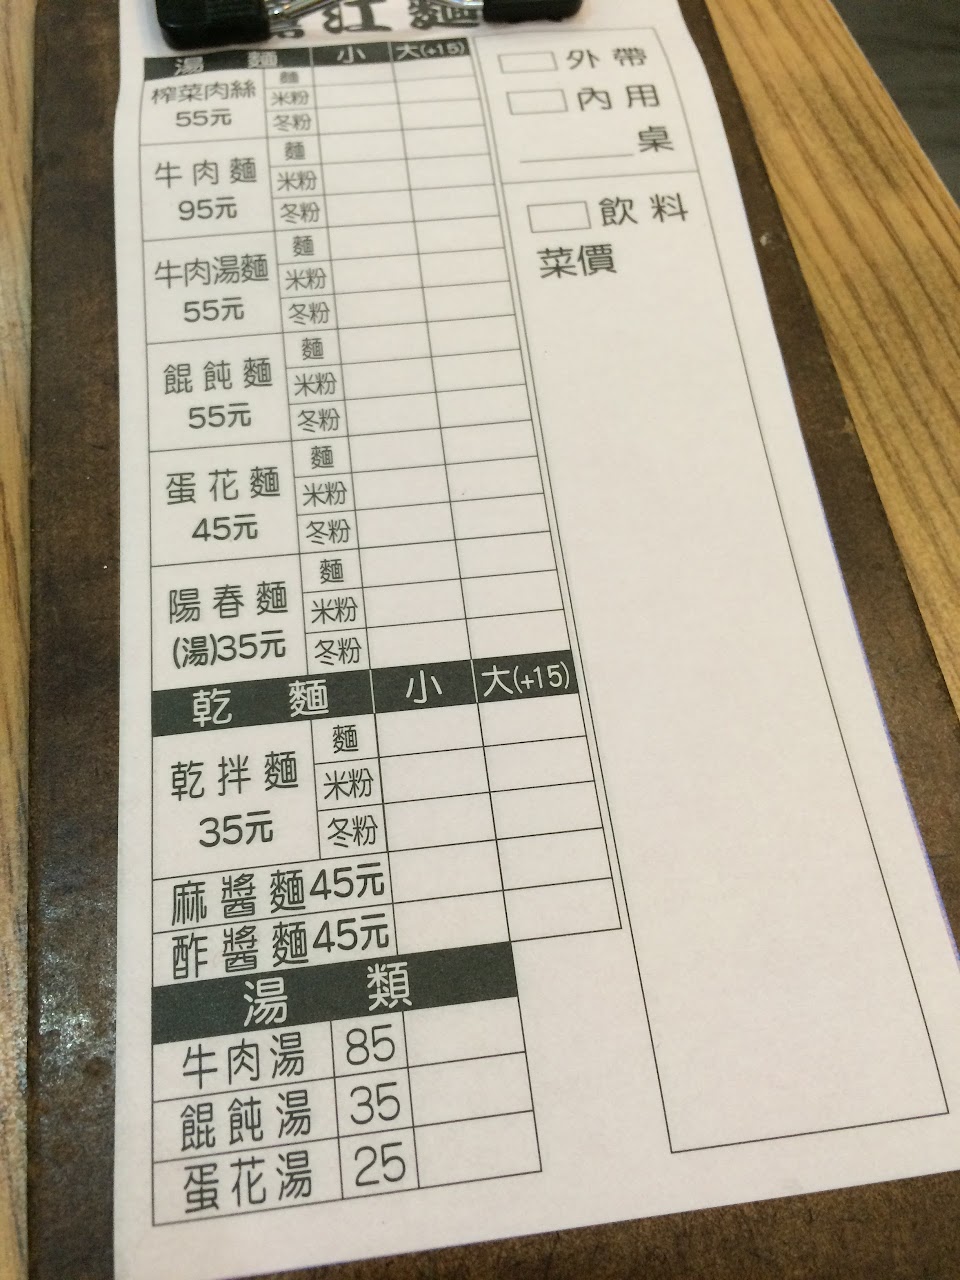 江麵
湯麵 小 大(+15)
榨菜肉絲 55元 麵 米粉 冬粉
牛肉麵 95元 麵 米粉 冬粉
牛肉湯麵 55元 麵 米粉 冬粉
餛飩麵 55元 麵 米粉 冬粉
蛋花麵 45元 麵 米粉 冬粉
陽春麵 (湯)35元 麵 米粉 冬粉
乾麵 小 大(+15)
乾拌麵 35元 麵 米粉 冬粉
麻醬麵 45元
酢醬麵 45元
湯類
牛肉湯 85
餛飩湯 35
蛋花湯 25
外帶
內用
桌
飲料
菜價